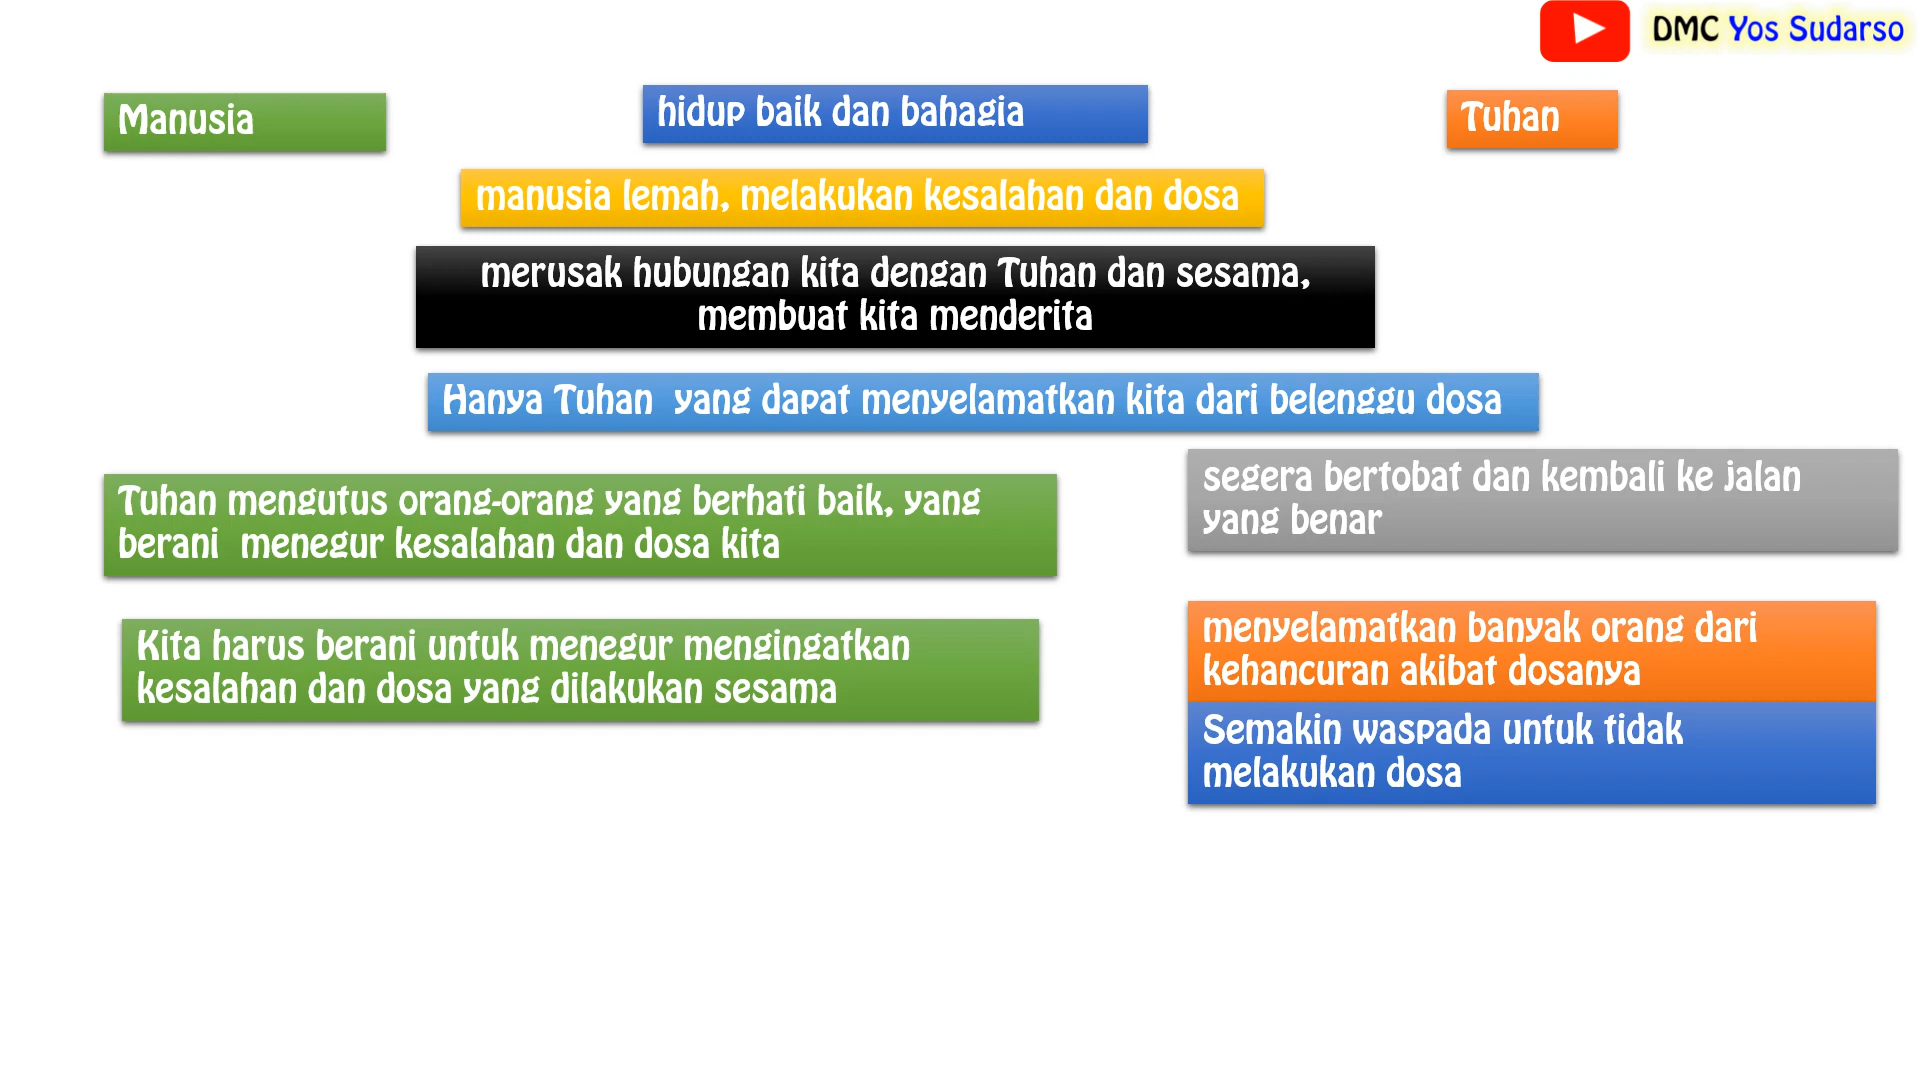 DMC Yos Sudarso
Manusia
hidup baik dan bahagia
Tuhan
manusia lemah, melakukan kesalahan dan dosa
merusak hubungan kita dengan Tuhan dan sesama,
membuat kita menderita
Hanya Tuhan  yang dapat menyelamatkan kita dari belenggu dosa
Tuhan mengutus orang-orang yang berhati baik, yang
berani  menegur kesalahan dan dosa kita
segera bertobat dan kembali ke jalan
yang benar
Kita harus berani untuk menegur mengingatkan
kesalahan dan dosa yang dilakukan sesama
menyelamatkan banyak orang dari
kehancuran akibat dosanya
Semakin waspada untuk tidak
melakukan dosa